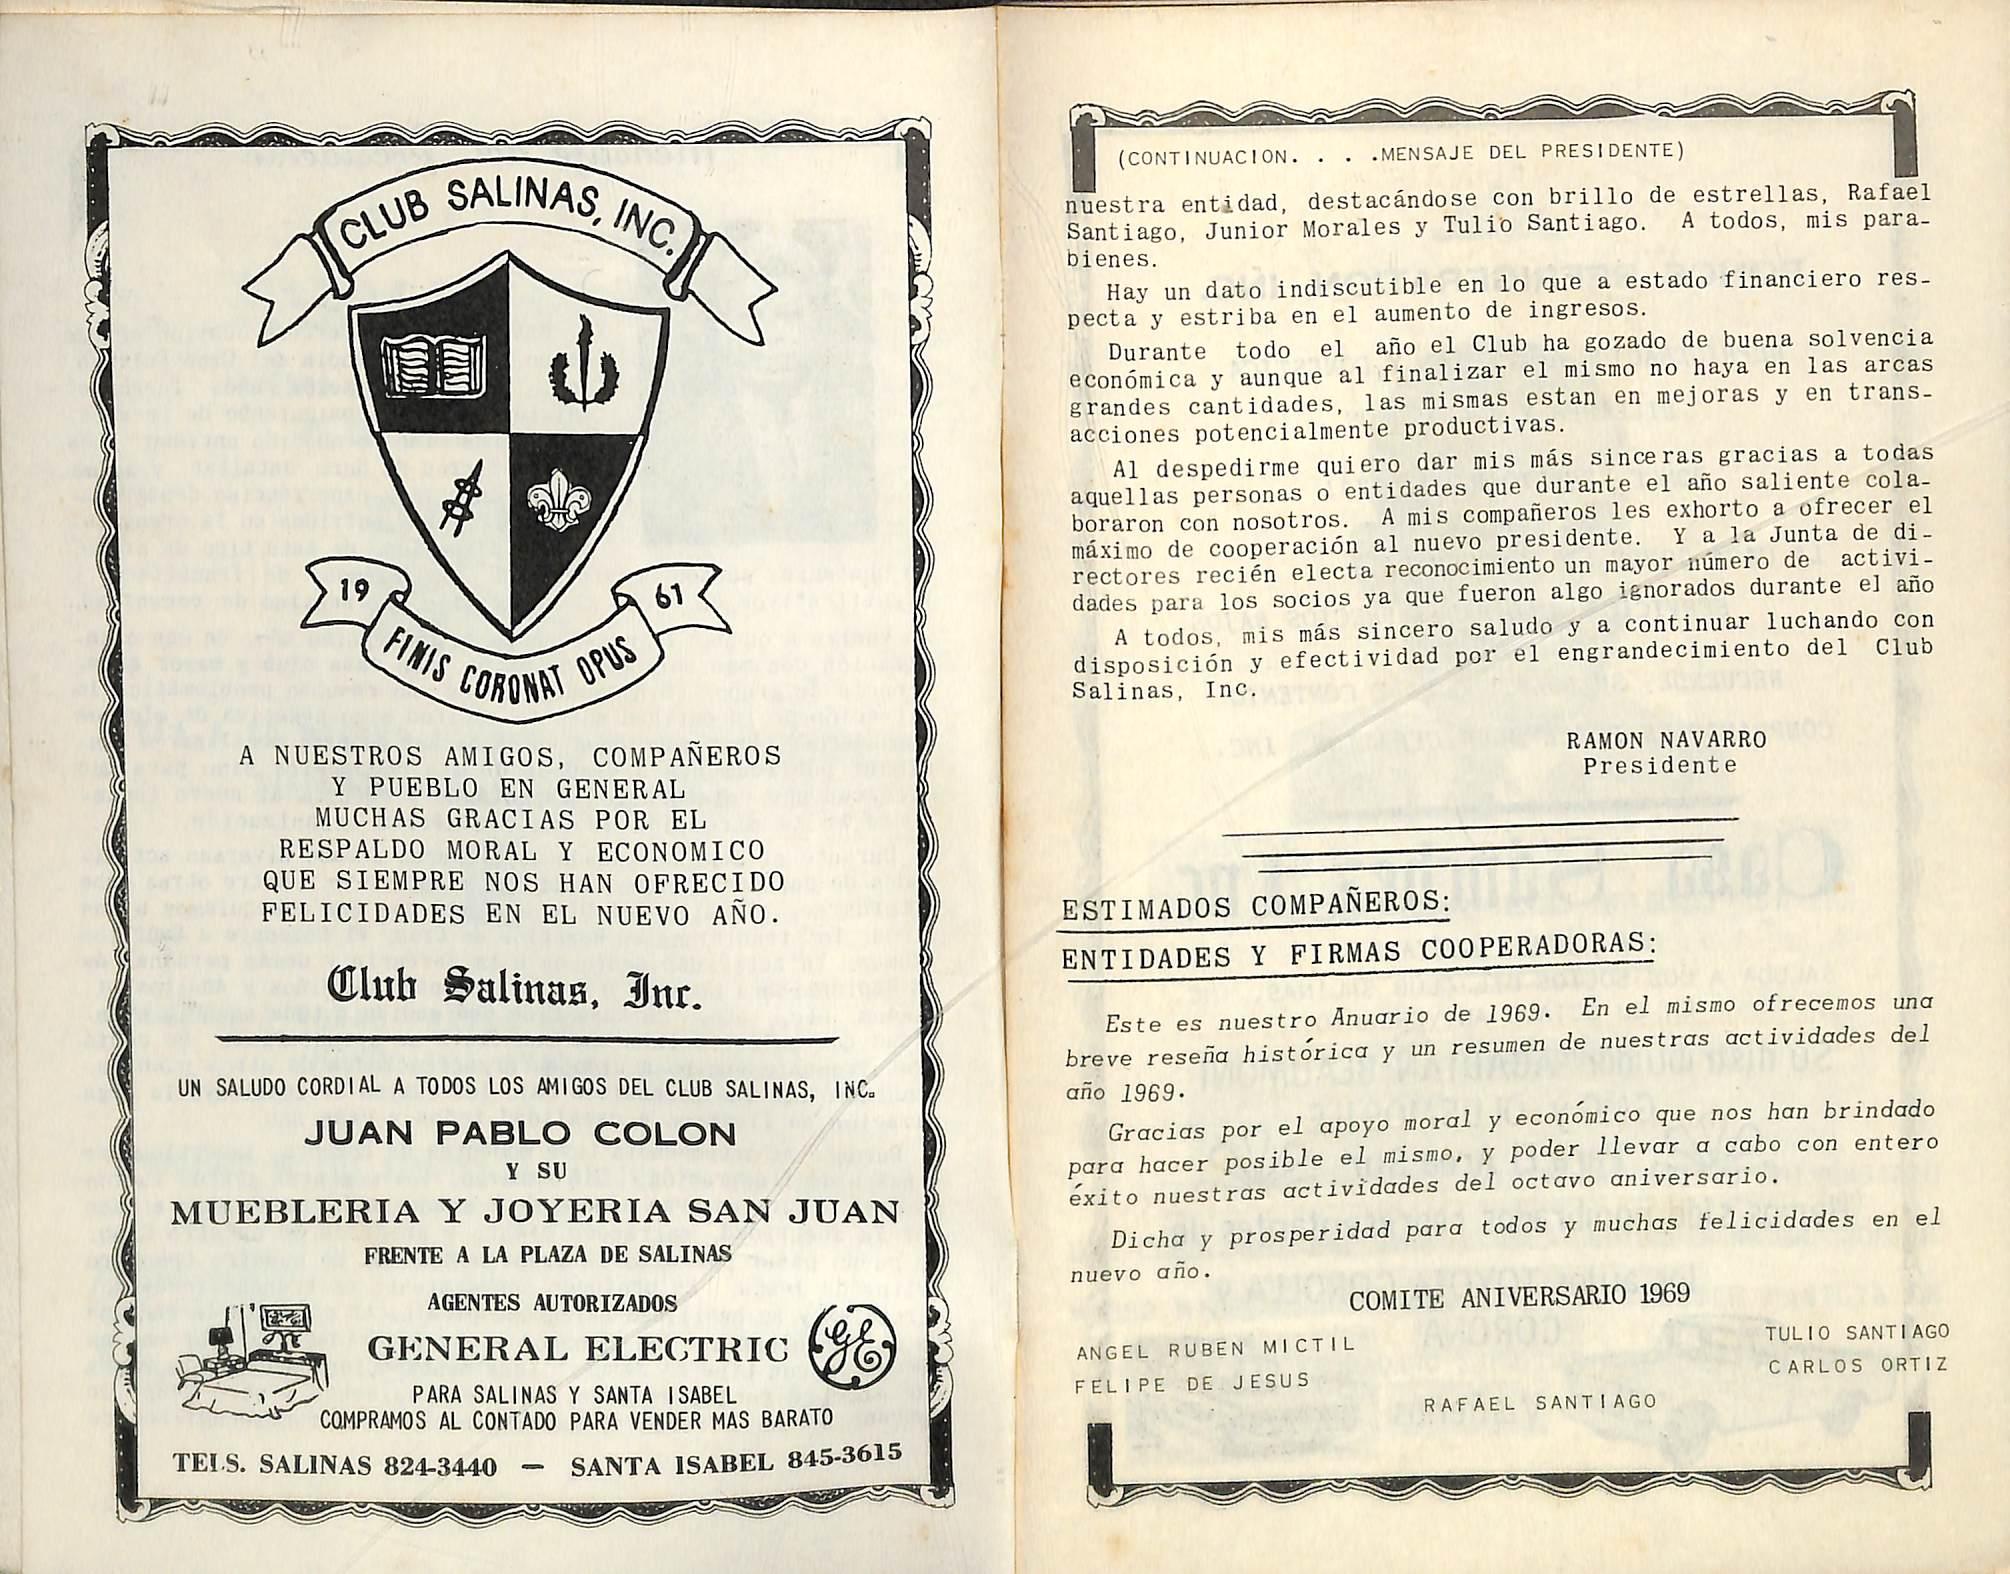 CLUB SALINAS, INC.
19 61
FINIS CORONAT OPUS
A NUESTROS AMIGOS, COMPAÑEROS
Y PUEBLO EN GENERAL
MUCHAS GRACIAS POR EL
RESPALDO MORAL Y ECONOMICO
QUE SIEMPRE NOS HAN OFRECIDO
FELICIDADES EN EL NUEVO AÑO.
Club Salinas, Inc.
UN SALUDO CORDIAL A TODOS LOS AMIGOS DEL CLUB SALINAS, INC.
JUAN PABLO COLON
Y SU
MUEBLERIA Y JOYERIA SAN JUAN
FRENTE A LA PLAZA DE SALINAS
AGENTES AUTORIZADOS
GENERAL ELECTRIC GE
PARA SALINAS Y SANTA ISABEL
COMPRAMOS AL CONTADO PARA VENDER MAS BARATO
TELS. SALINAS 824-3440 — SANTA ISABEL 845-3615
(CONTINUACION. . . .MENSAJE DEL PRESIDENTE)
nuestra entidad, destacándose con brillo de estrellas, Rafael
Santiago, Junior Morales y Tulio Santiago. A todos, mis para-
bienes.
Hay un dato indiscutible en lo que a estado financiero res-
pecta y estriba en el aumento de ingresos.
Durante todo el año el Club ha gozado de buena solvencia
económica y aunque al finalizar el mismo no haya en las arcas
grandes cantidades, las mismas estan en mejoras y en trans-
acciones potencialmente productivas.
Al despedirme quiero dar mis más sinceras gracias a todas
aquellas personas o entidades que durante el año saliente cola-
boraron con nosotros. A mis compañeros les exhorto a ofrecer el
máximo de cooperación al nuevo presidente. Y a la Junta de di-
rectores recién electa reconocimiento un mayor número de activi-
dades para los socios ya que fueron algo ignorados durante el año
A todos, mis más sincero saludo y a continuar luchando con
disposición y efectividad por el engrandecimiento del Club
Salinas, Inc.
RAMON NAVARRO
Presidente
ESTIMADOS COMPAÑEROS:
ENTIDADES Y FIRMAS COOPERADORAS:
Este es nuestro Anuario de 1969. En el mismo ofrecemos una
breve reseña histórica y un resumen de nuestras actividades del
año 1969.
Gracias por el apoyo moral y económico que nos han brindado
para hacer posible el mismo, y poder llevar a cabo con entero
éxito nuestras actividades del octavo aniversario.
Dicha y prosperidad para todos y muchas felicidades en el
nuevo año.
COMITE ANIVERSARIO 1969
ANGEL RUBEN MICTIL
TULIO SANTIAGO
FELIPE DE JESUS
CARLOS ORTIZ
RAFAEL SANTIAGO